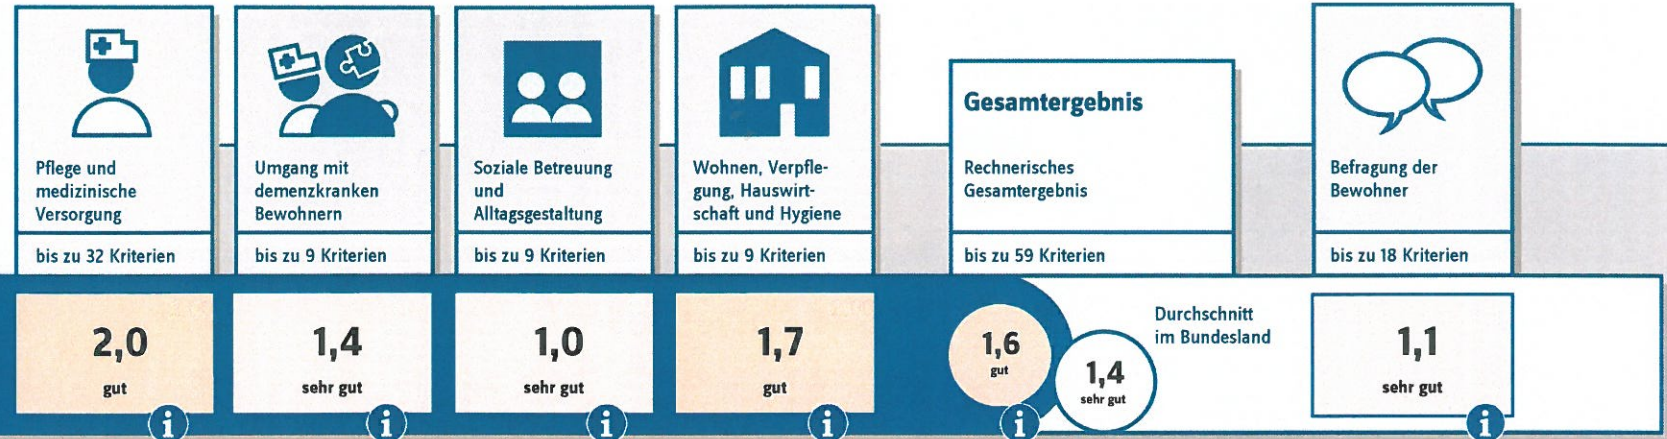 Pflege und
medizinische
Versorgung
bis zu 32 Kriterien
2,0
gut
i
Umgang mit
demenzkranken
Bewohnern
bis zu 9 Kriterien
1,4
sehr gut
i
Soziale Betreuung
und
Alltagsgestaltung
bis zu 9 Kriterien
1,0
sehr gut
i
Wohnen, Verpfle-
gung, Hauswirt-
schaft und Hygiene
bis zu 9 Kriterien
1,7
gut
i
Gesamtergebnis
Rechnerisches
Gesamtergebnis
bis zu 59 Kriterien
1,6
gut
i
Durchschnitt
im Bundesland
1,4
sehr gut
Befragung der
Bewohner
bis zu 18 Kriterien
1,1
sehr gut
i